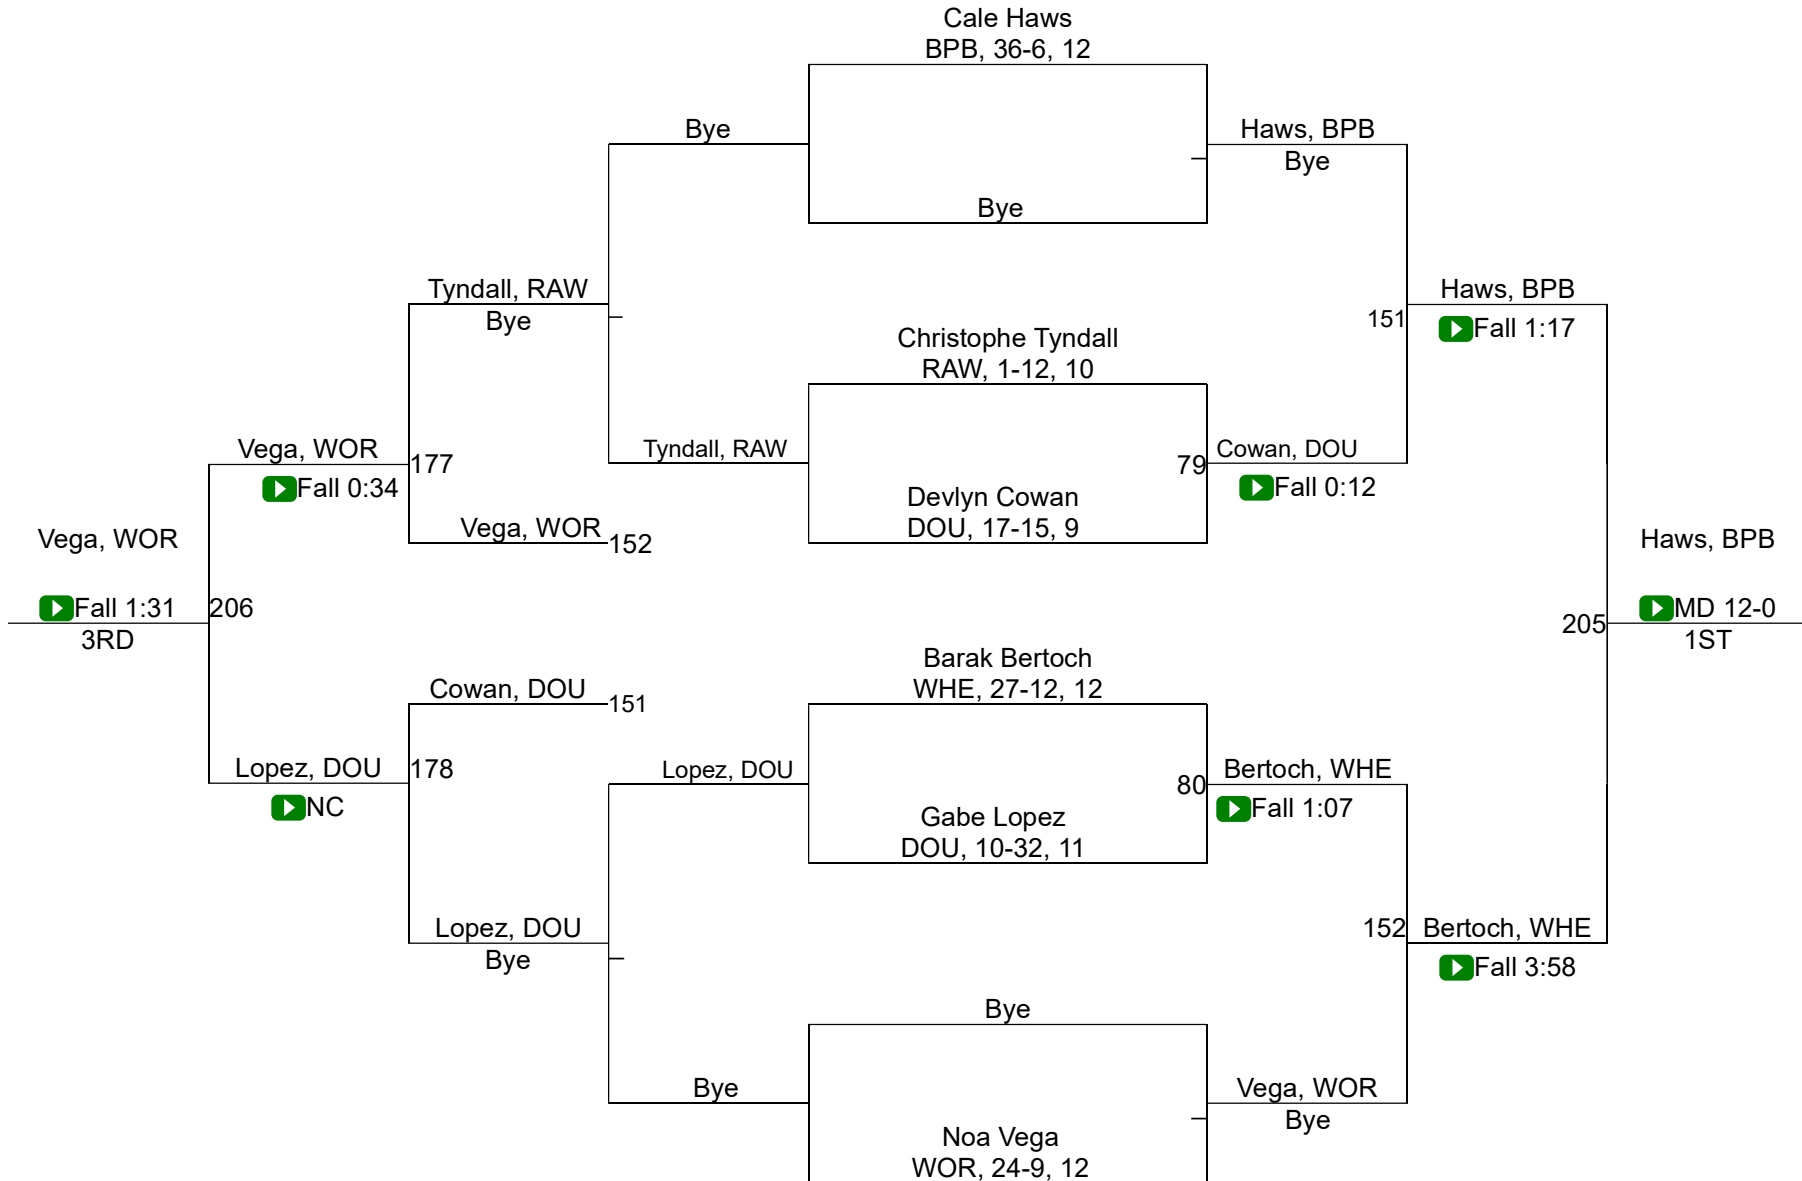 Cale Haws
BPB, 36-6, 12
Bye
Haws, BPB
Bye
Bye
Tyndall, RAW
Bye
Haws, BPB
151
Fall 1:17
Christophe Tyndall
RAW, 1-12, 10
Vega, WOR
177
Fall 0:34
Tyndall, RAW
79
Cowan, DOU
Fall 0:12
Devlyn Cowan
DOU, 17-15, 9
Vega, WOR
152
Vega, WOR
Fall 1:31
206
3RD
Haws, BPB
205
MD 12-0
1ST
Barak Bertoch
WHE, 27-12, 12
Cowan, DOU
151
Lopez, DOU
178
NC
Lopez, DOU
80
Bertoch, WHE
Fall 1:07
Gabe Lopez
DOU, 10-32, 11
Lopez, DOU
Bye
152
Bertoch, WHE
Fall 3:58
Bye
Bye
Vega, WOR
Bye
Noa Vega
WOR, 24-9, 12